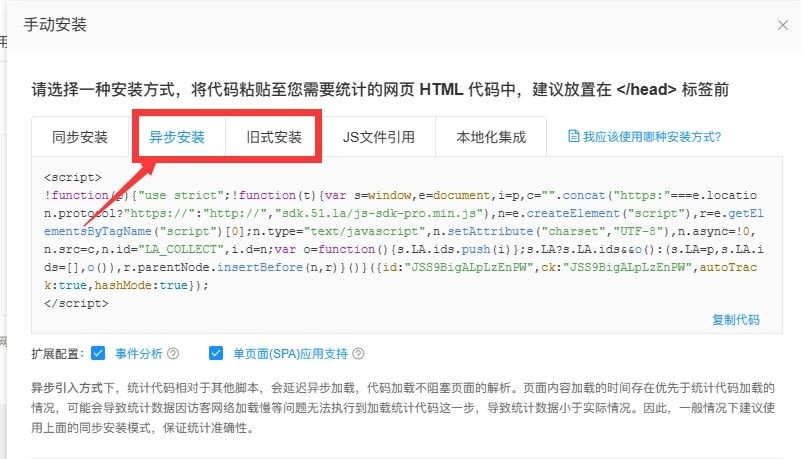 手动安装
用
请选择一种安装方式，将代码粘贴至您需要统计的网页 HTML 代码中，建议放置在 </head> 标签前
同步安装 异步安装 旧式安装 JS文件引用 本地化集成 我应该使用哪种安装方式?
<script>
!function(p){"use strict";!function(t){var s=window,e=document,i=p,c="".concat("https:"===e.locatio
n.protocol?"https://":"http://","sdk.51.la/js-sdk-pro.min.js"),n=e.createElement("script"),r=e.getEl
ementsByTagName("script")[0];n.type="text/javascript",n.setAttribute("charset","UTF-8"),n.async=!0,
n.src=c,n.id="LA_COLLECT",i.d=n;var o=function(){s.LA.ids.push(i)};s.LA?s.LA.ids&&o():(s.LA=p,s.LA.i
ds=[],o()),r.parentNode.insertBefore(n,r)}()}({id:"JSS9BigALpLzEnPW",ck:"JSS9BigALpLzEnPW",autoTrac
k:true,hashMode:true});
</script>
复制代码
网
扩展配置： 事件分析 ? 单页面(SPA)应用支持 ?
异步引入方式下，统计代码相对于其他脚本，会延迟异步加载，代码加载不阻塞页面的解析。页面内容加载的时间存在优先于统计代码加载的
情况，可能会导致统计数据因访客网络加载慢等问题无法执行到加载统计代码这一步，导致统计数据小于实际情况。因此，一般情况下建议使
用上面的同步安装模式，保证统计准确性。